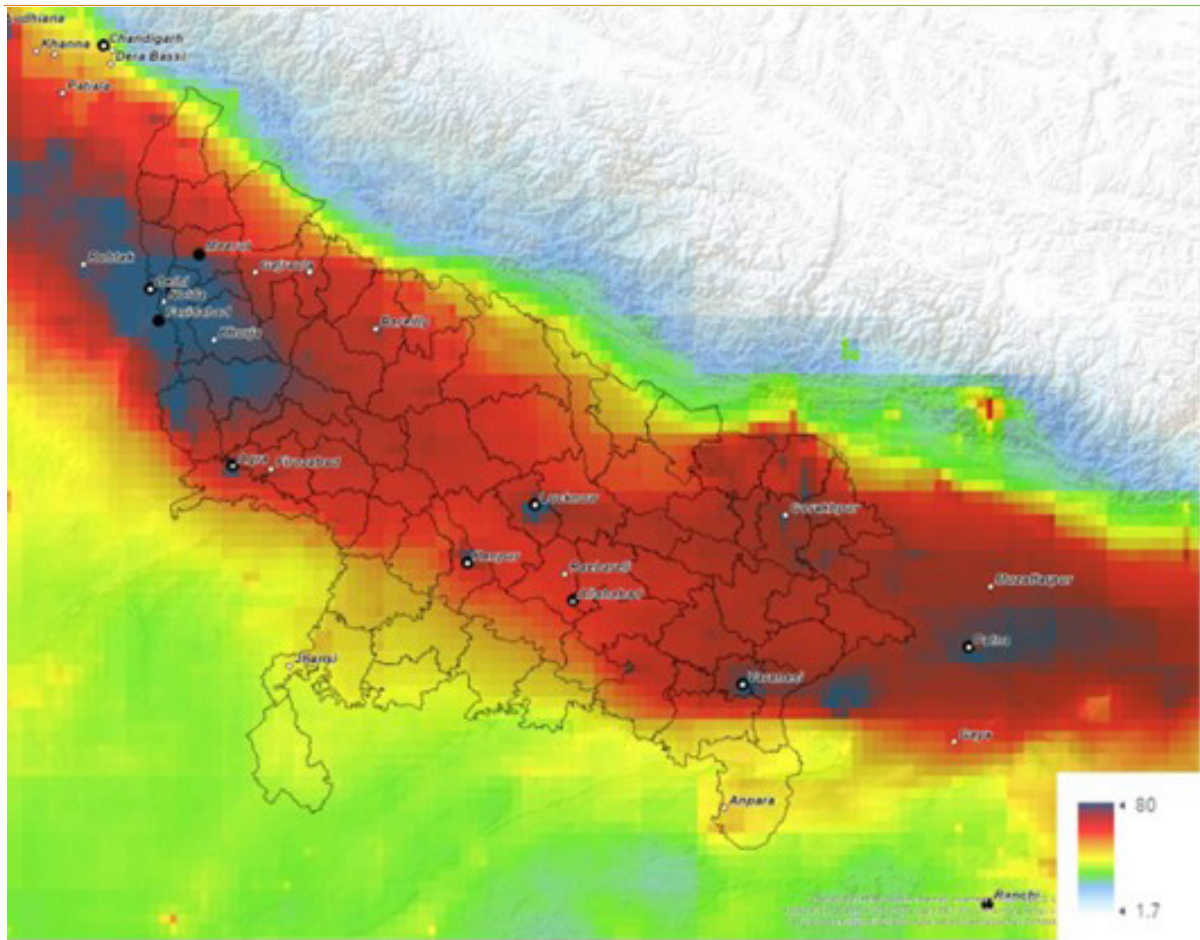 Chandigarh
Khanna
Dera Bassi
Patiala
Meerut
Rohtak
Gajraula
Delhi
Noida
Faridabad
Khurja
Bareilly
Agra
Firozabad
Lucknow
Gorakhpur
Kanpur
Raebareli
Muzaffarpur
Allahabad
Patna
Jhansi
Varanasi
Gaya
Anpara
80
Ranchi
1.7